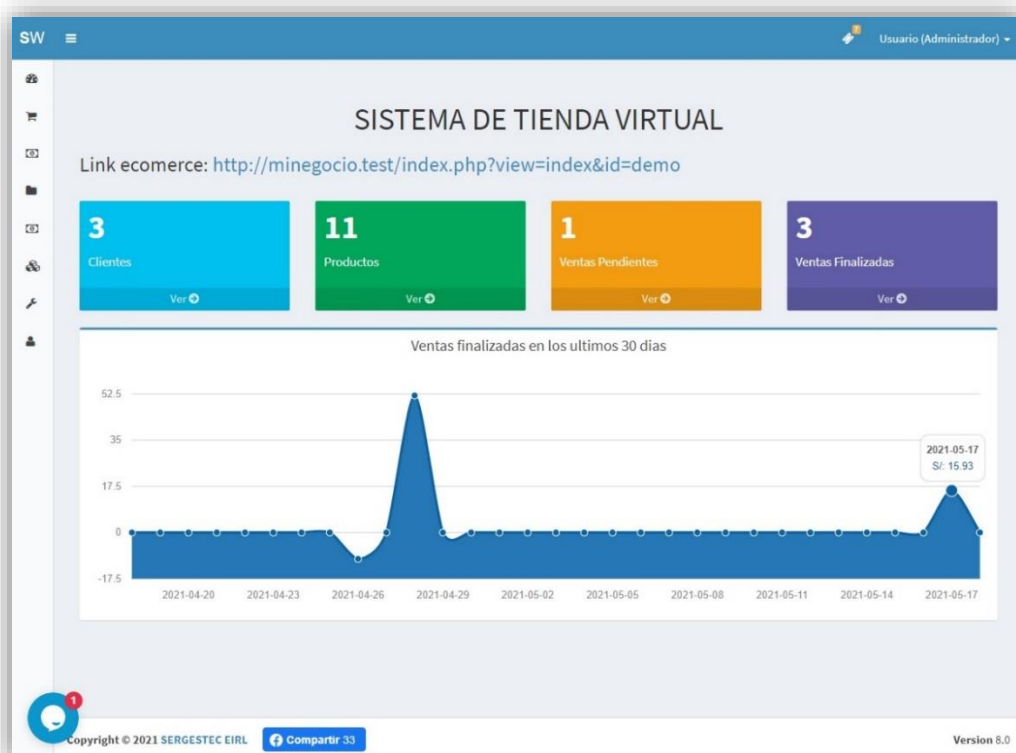 SW
Usuario (Administrador)
SISTEMA DE TIENDA VIRTUAL
Link ecomerce: http://minegocio.test/index.php?view=index&id=demo
3
Clientes
Ver
11
Productos
Ver
1
Ventas Pendientes
Ver
3
Ventas Finalizadas
Ver
Ventas finalizadas en los ultimos 30 dias
52.5
35
17.5
0
-17.5
2021-05-17
S/: 15.93
2021-04-20 2021-04-23 2021-04-26 2021-04-29 2021-05-02 2021-05-05 2021-05-08 2021-05-11 2021-05-14 2021-05-17
1
Copyright © 2021 SERGESTEC EIRL
Compartir 33
Version 8.0